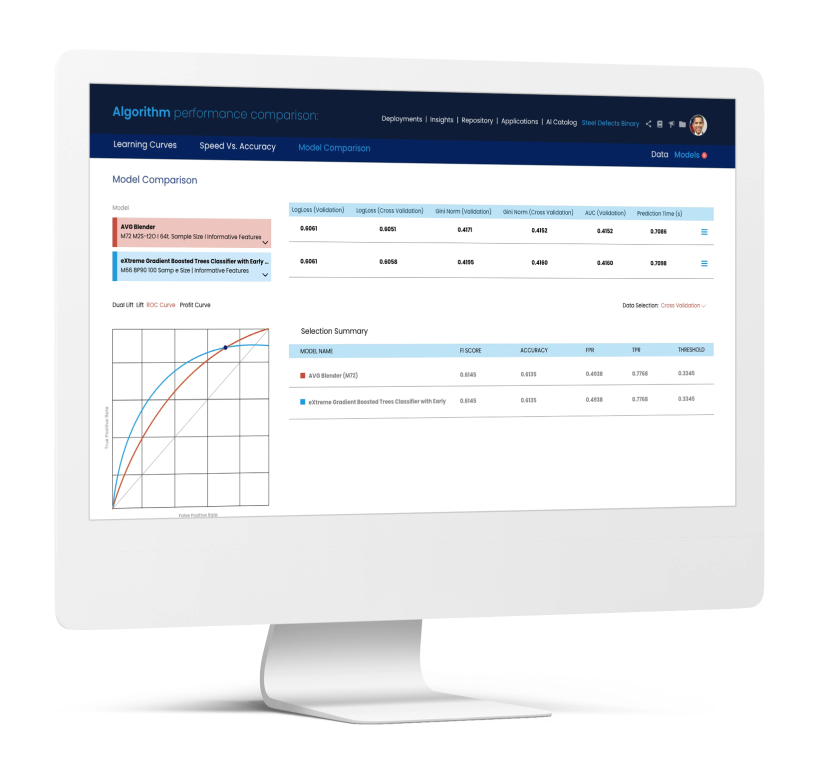 Algorithm performance comparison:
Deployments | Insights | Repository | Applications | AI Catalog Steel Defects Binary
Learning Curves Speed Vs. Accuracy Model Comparison
Data Models
Model Comparison
Model
AVG Blender
M72 M25-120 I 64t, Sample Size I Informative Features
eXtreme Gradient Boosted Trees Classifier with Early ...
M66 BP90 100 Samp e Size | Informative Features
LogLoss (Validation) LogLoss (Cross Validation) Gini Norm (Validation) Gini Norm (Cross Validation) AUC (Validation) Prediction Time (s)
0.6061 0.6051 0.4171 0.4152 0.4152 0.7086
0.6061 0.6058 0.4195 0.4160 0.4160 0.7098
Dual Lift Lift ROC Curve Profit Curve
Data Selection: Cross Validation
True Positive Rate
False Positive Rate
Selection Summary
MODEL NAME FI SCORE ACCURACY FPR TPR THRESHOLD
AVG Blender (M72) 0.6145 0.6135 0.4938 0.7768 0.3345
eXtreme Gradient Boosted Trees Classifier with Early 0.6145 0.6135 0.4938 0.7768 0.3345